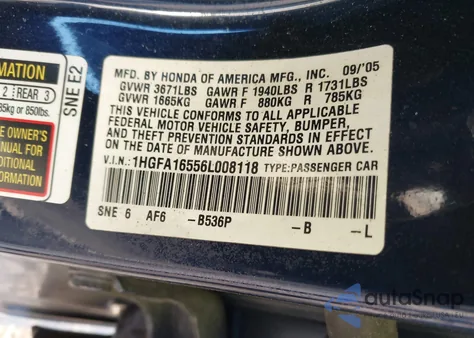 MATION
2 REAR 3
85kg or 850lbs.
E OWNER'S
MANUAL FOR
DDITIONAL
FORMATION
SNE E2
MFD. BY HONDA OF AMERICA MFG., INC. 09/'05
GVWR 3671LBS GAWR F 1940LBS R 1731LBS
GVWR 1665KG GAWR F 880KG R 785KG
THIS VEHICLE CONFORMS TO ALL APPLICABLE
FEDERAL MOTOR VEHICLE SAFETY, BUMPER,
AND THEFT PREVENTION STANDARDS IN EFFECT
ON THE DATE OF MANUFACTURE SHOWN ABOVE.
V.I.N.: 1HGFA16556L008118 TYPE:PASSENGER CAR
SNE 6 AF6 -B536P -B -L
autoSnap